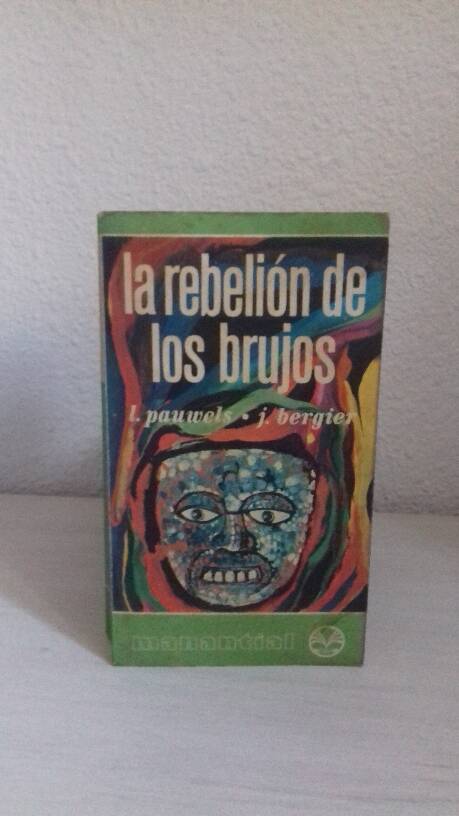 la rebelión de
los brujos
l. pauwels • j. bergier
manantial